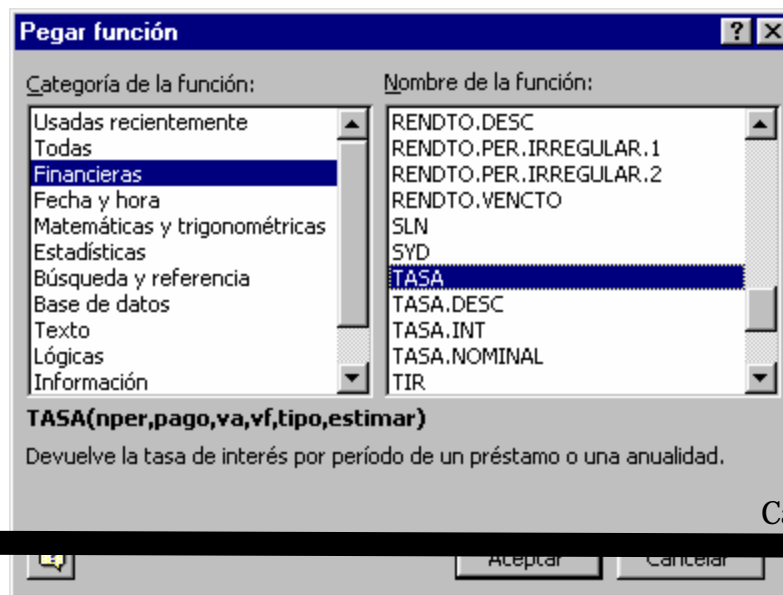 Pegar función
Categoría de la función:
Nombre de la función:
Usadas recientemente
Todas
Financieras
Fecha y hora
Matemáticas y trigonométricas
Estadísticas
Búsqueda y referencia
Base de datos
Texto
Lógicas
Información
RENDTO.DESC
RENDTO.PER.IRREGULAR.1
RENDTO.PER.IRREGULAR.2
RENDTO.VENCTO
SLN
SYD
TASA
TASA.DESC
TASA.INT
TASA.NOMINAL
TIR
TASA(nper,pago,va,vf,tipo,estimar)
Devuelve la tasa de interés por período de un préstamo o una anualidad.
Aceptar
Cancelar